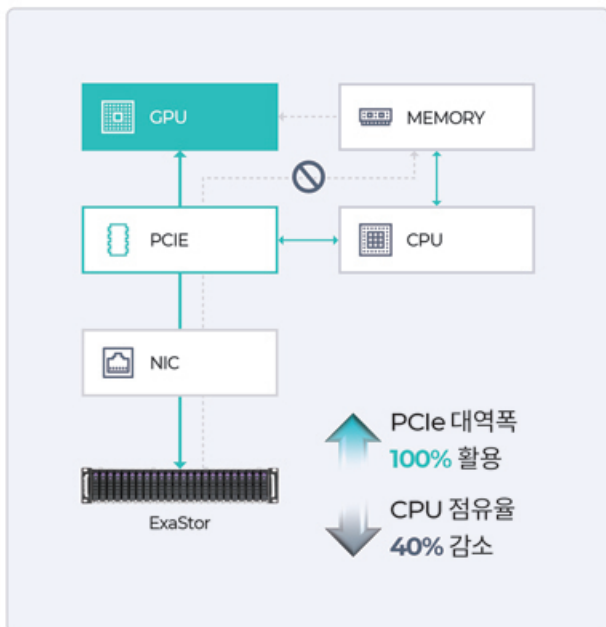 GPU
MEMORY
PCIE
CPU
NIC
ExaStor
PCIe 대역폭
100% 활용
CPU 점유율
40% 감소